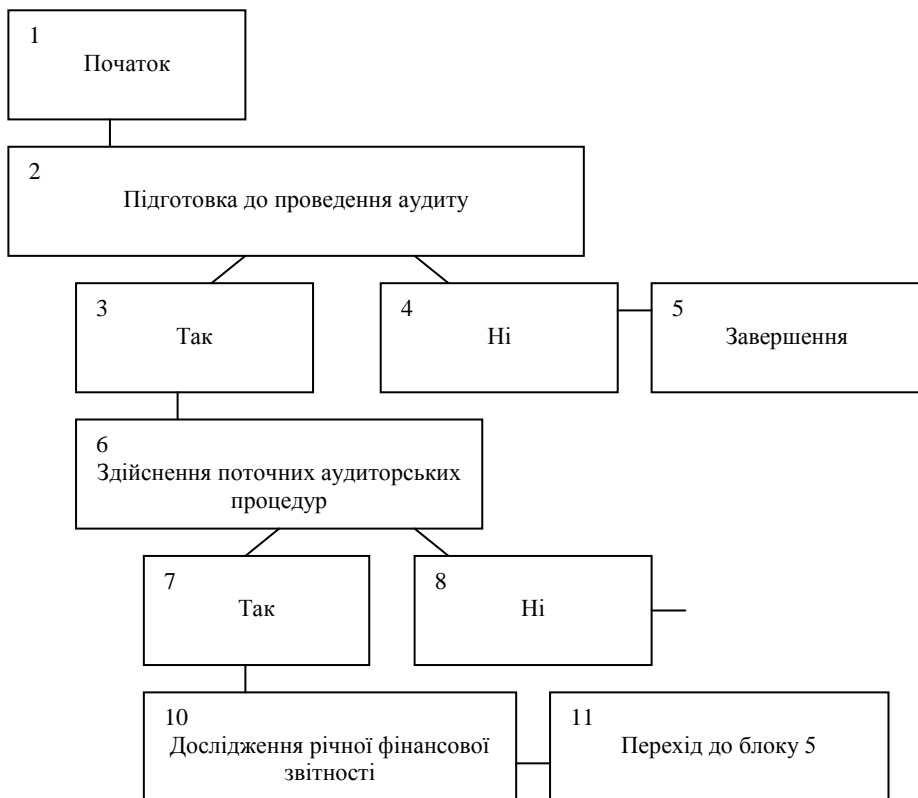 1
Початок
2
Підготовка до проведення аудиту
3
Так
4
Ні
5
Завершення
6
Здійснення поточних аудиторських
процедур
7
Так
8
Ні
10
Дослідження річної фінансової
звітності
11
Перехід до блоку 5